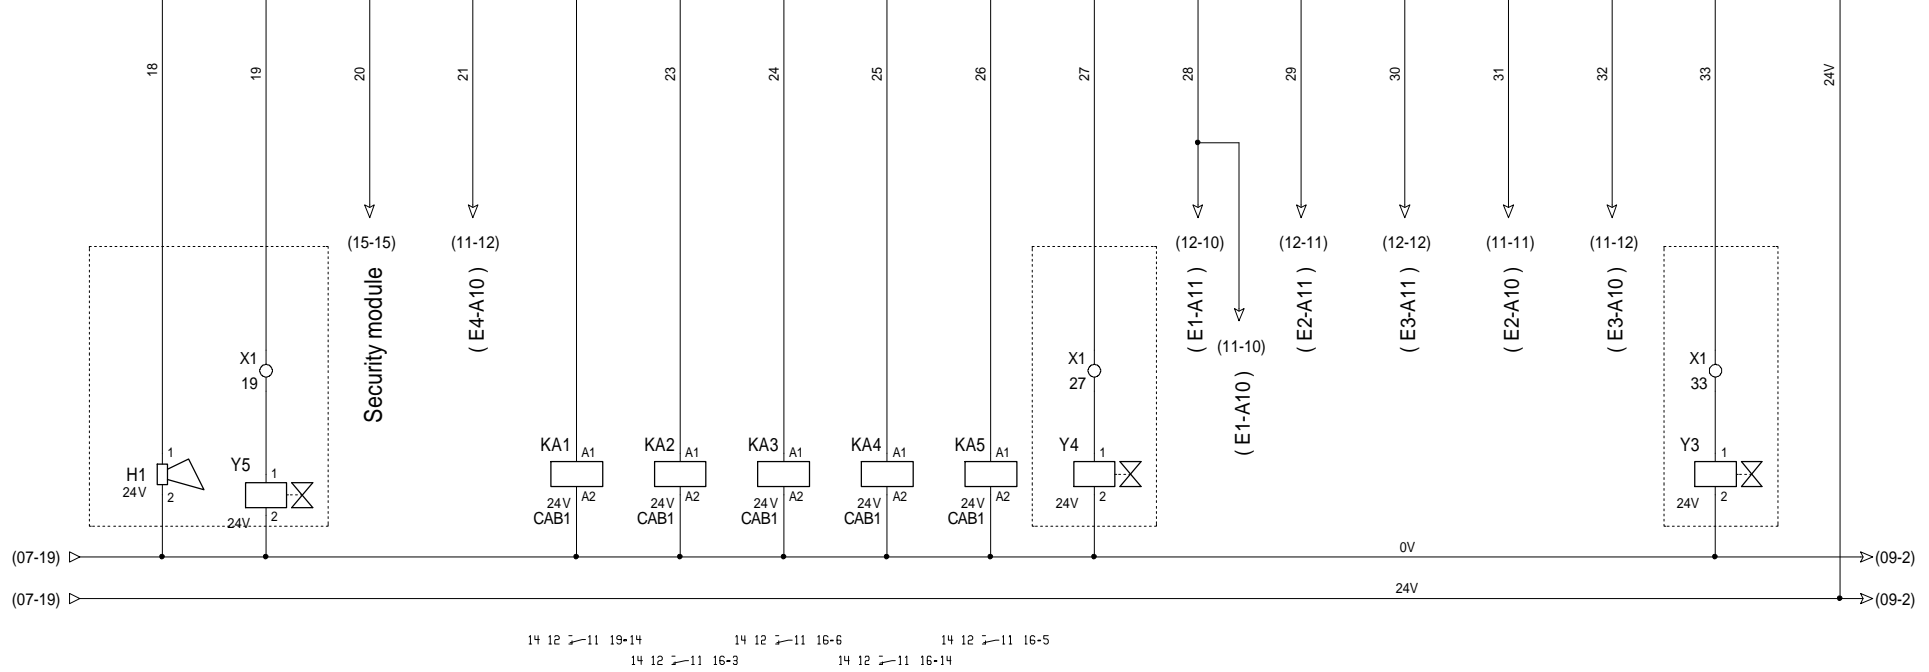 18 19 20 21 23 24 25 26 27 28 29 30 31 32 33 24V
(15-15) (11-12) (12-10) (12-11) (12-12) (11-11) (11-12)
Security module
( E4-A10 )
( E1-A11 )
( E2-A11 )
( E3-A11 )
( E2-A10 )
( E3-A10 )
(11-10)
( E1-A10 )
X1 X1 X1
19 27 33
KA1 A1 KA2 A1 KA3 A1 KA4 A1 KA5 A1 Y4 1 Y3 1
H1 1 Y5 1
24V 2 2
24V
A2 A2 A2 A2 A2 2 2
24V 24V 24V 24V 24V 24V 24V
CAB1 CAB1 CAB1 CAB1 CAB1
(07-19) 0V (09-2)
(07-19) 24V (09-2)
14 12 11 19-14 14 12 11 16-6 14 12 11 16-5
14 12 11 16-3 14 12 11 16-14